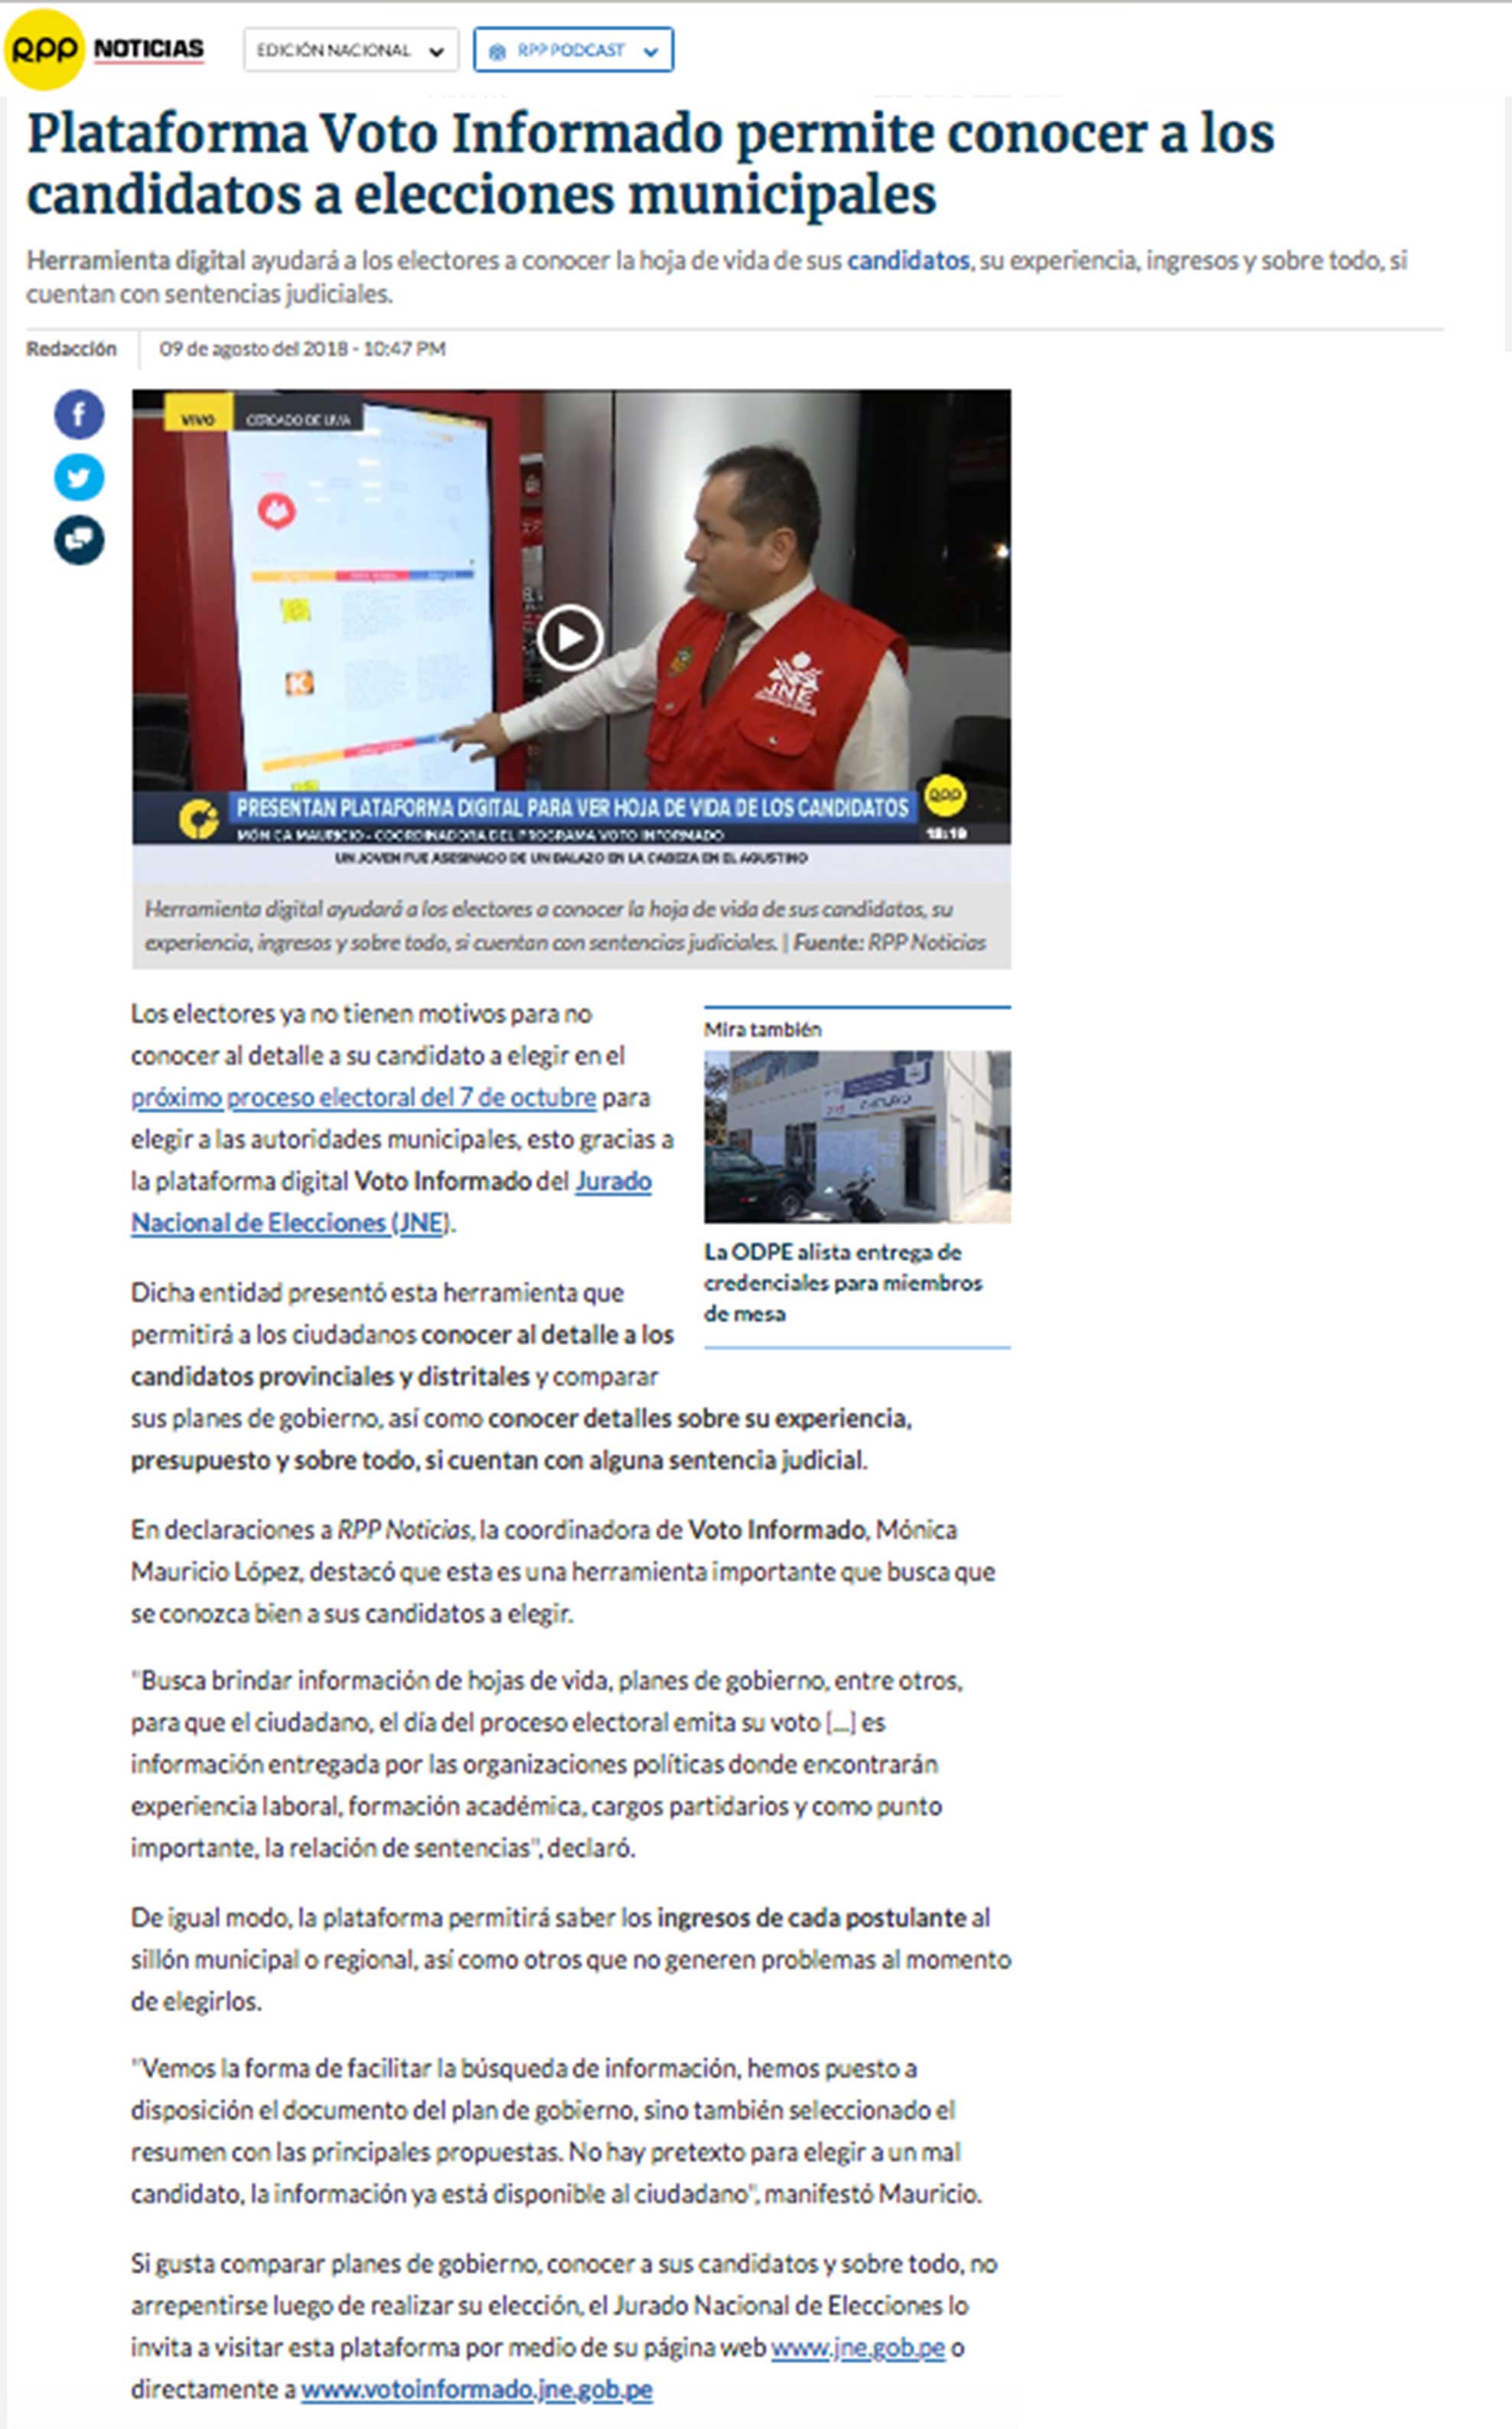 RPP NOTICIAS
EDICIÓN NACIONAL
RPP PODCAST
Plataforma Voto Informado permite conocer a los
candidatos a elecciones municipales
Herramienta digital ayudará a los electores a conocer la hoja de vida de sus candidatos, su experiencia, ingresos y sobre todo, si
cuentan con sentencias judiciales.
Redacción
09 de agosto del 2018 - 10:47 PM
VIVO
CERCADO DE LIMA
K
JNE
PRESENTAN PLATAFORMA DIGITAL PARA VER HOJA DE VIDA DE LOS CANDIDATOS
RPP
MÓNICA MAURICIO - COORDINADORA DEL PROGRAMA VOTO INFORMADO
18:19
UN JOVEN FUE ASESINADO DE UN BALAZO EN LA CABEZA EN EL AGUSTINO
Herramienta digital ayudará a los electores a conocer la hoja de vida de sus candidatos, su
experiencia, ingresos y sobre todo, si cuentan con sentencias judiciales. | Fuente: RPP Noticias
Los electores ya no tienen motivos para no
conocer al detalle a su candidato a elegir en el
próximo proceso electoral del 7 de octubre para
elegir a las autoridades municipales, esto gracias a
la plataforma digital Voto Informado del Jurado
Nacional de Elecciones (JNE).
Mira también
La ODPE alista entrega de
credenciales para miembros
de mesa
Dicha entidad presentó esta herramienta que
permitirá a los ciudadanos conocer al detalle a los
candidatos provinciales y distritales y comparar
sus planes de gobierno, así como conocer detalles sobre su experiencia,
presupuesto y sobre todo, si cuentan con alguna sentencia judicial.
En declaraciones a RPP Noticias, la coordinadora de Voto Informado, Mónica
Mauricio López, destacó que esta es una herramienta importante que busca que
se conozca bien a sus candidatos a elegir.
"Busca brindar información de hojas de vida, planes de gobierno, entre otros,
para que el ciudadano, el día del proceso electoral emita su voto [...] es
información entregada por las organizaciones políticas donde encontrarán
experiencia laboral, formación académica, cargos partidarios y como punto
importante, la relación de sentencias", declaró.
De igual modo, la plataforma permitirá saber los ingresos de cada postulante al
sillón municipal o regional, así como otros que no generen problemas al momento
de elegirlos.
"Vemos la forma de facilitar la búsqueda de información, hemos puesto a
disposición el documento del plan de gobierno, sino también seleccionado el
resumen con las principales propuestas. No hay pretexto para elegir a un mal
candidato, la información ya está disponible al ciudadano", manifestó Mauricio.
Si gusta comparar planes de gobierno, conocer a sus candidatos y sobre todo, no
arrepentirse luego de realizar su elección, el Jurado Nacional de Elecciones lo
invita a visitar esta plataforma por medio de su página web www.jne.gob.pe o
directamente a www.votoinformado.jne.gob.pe